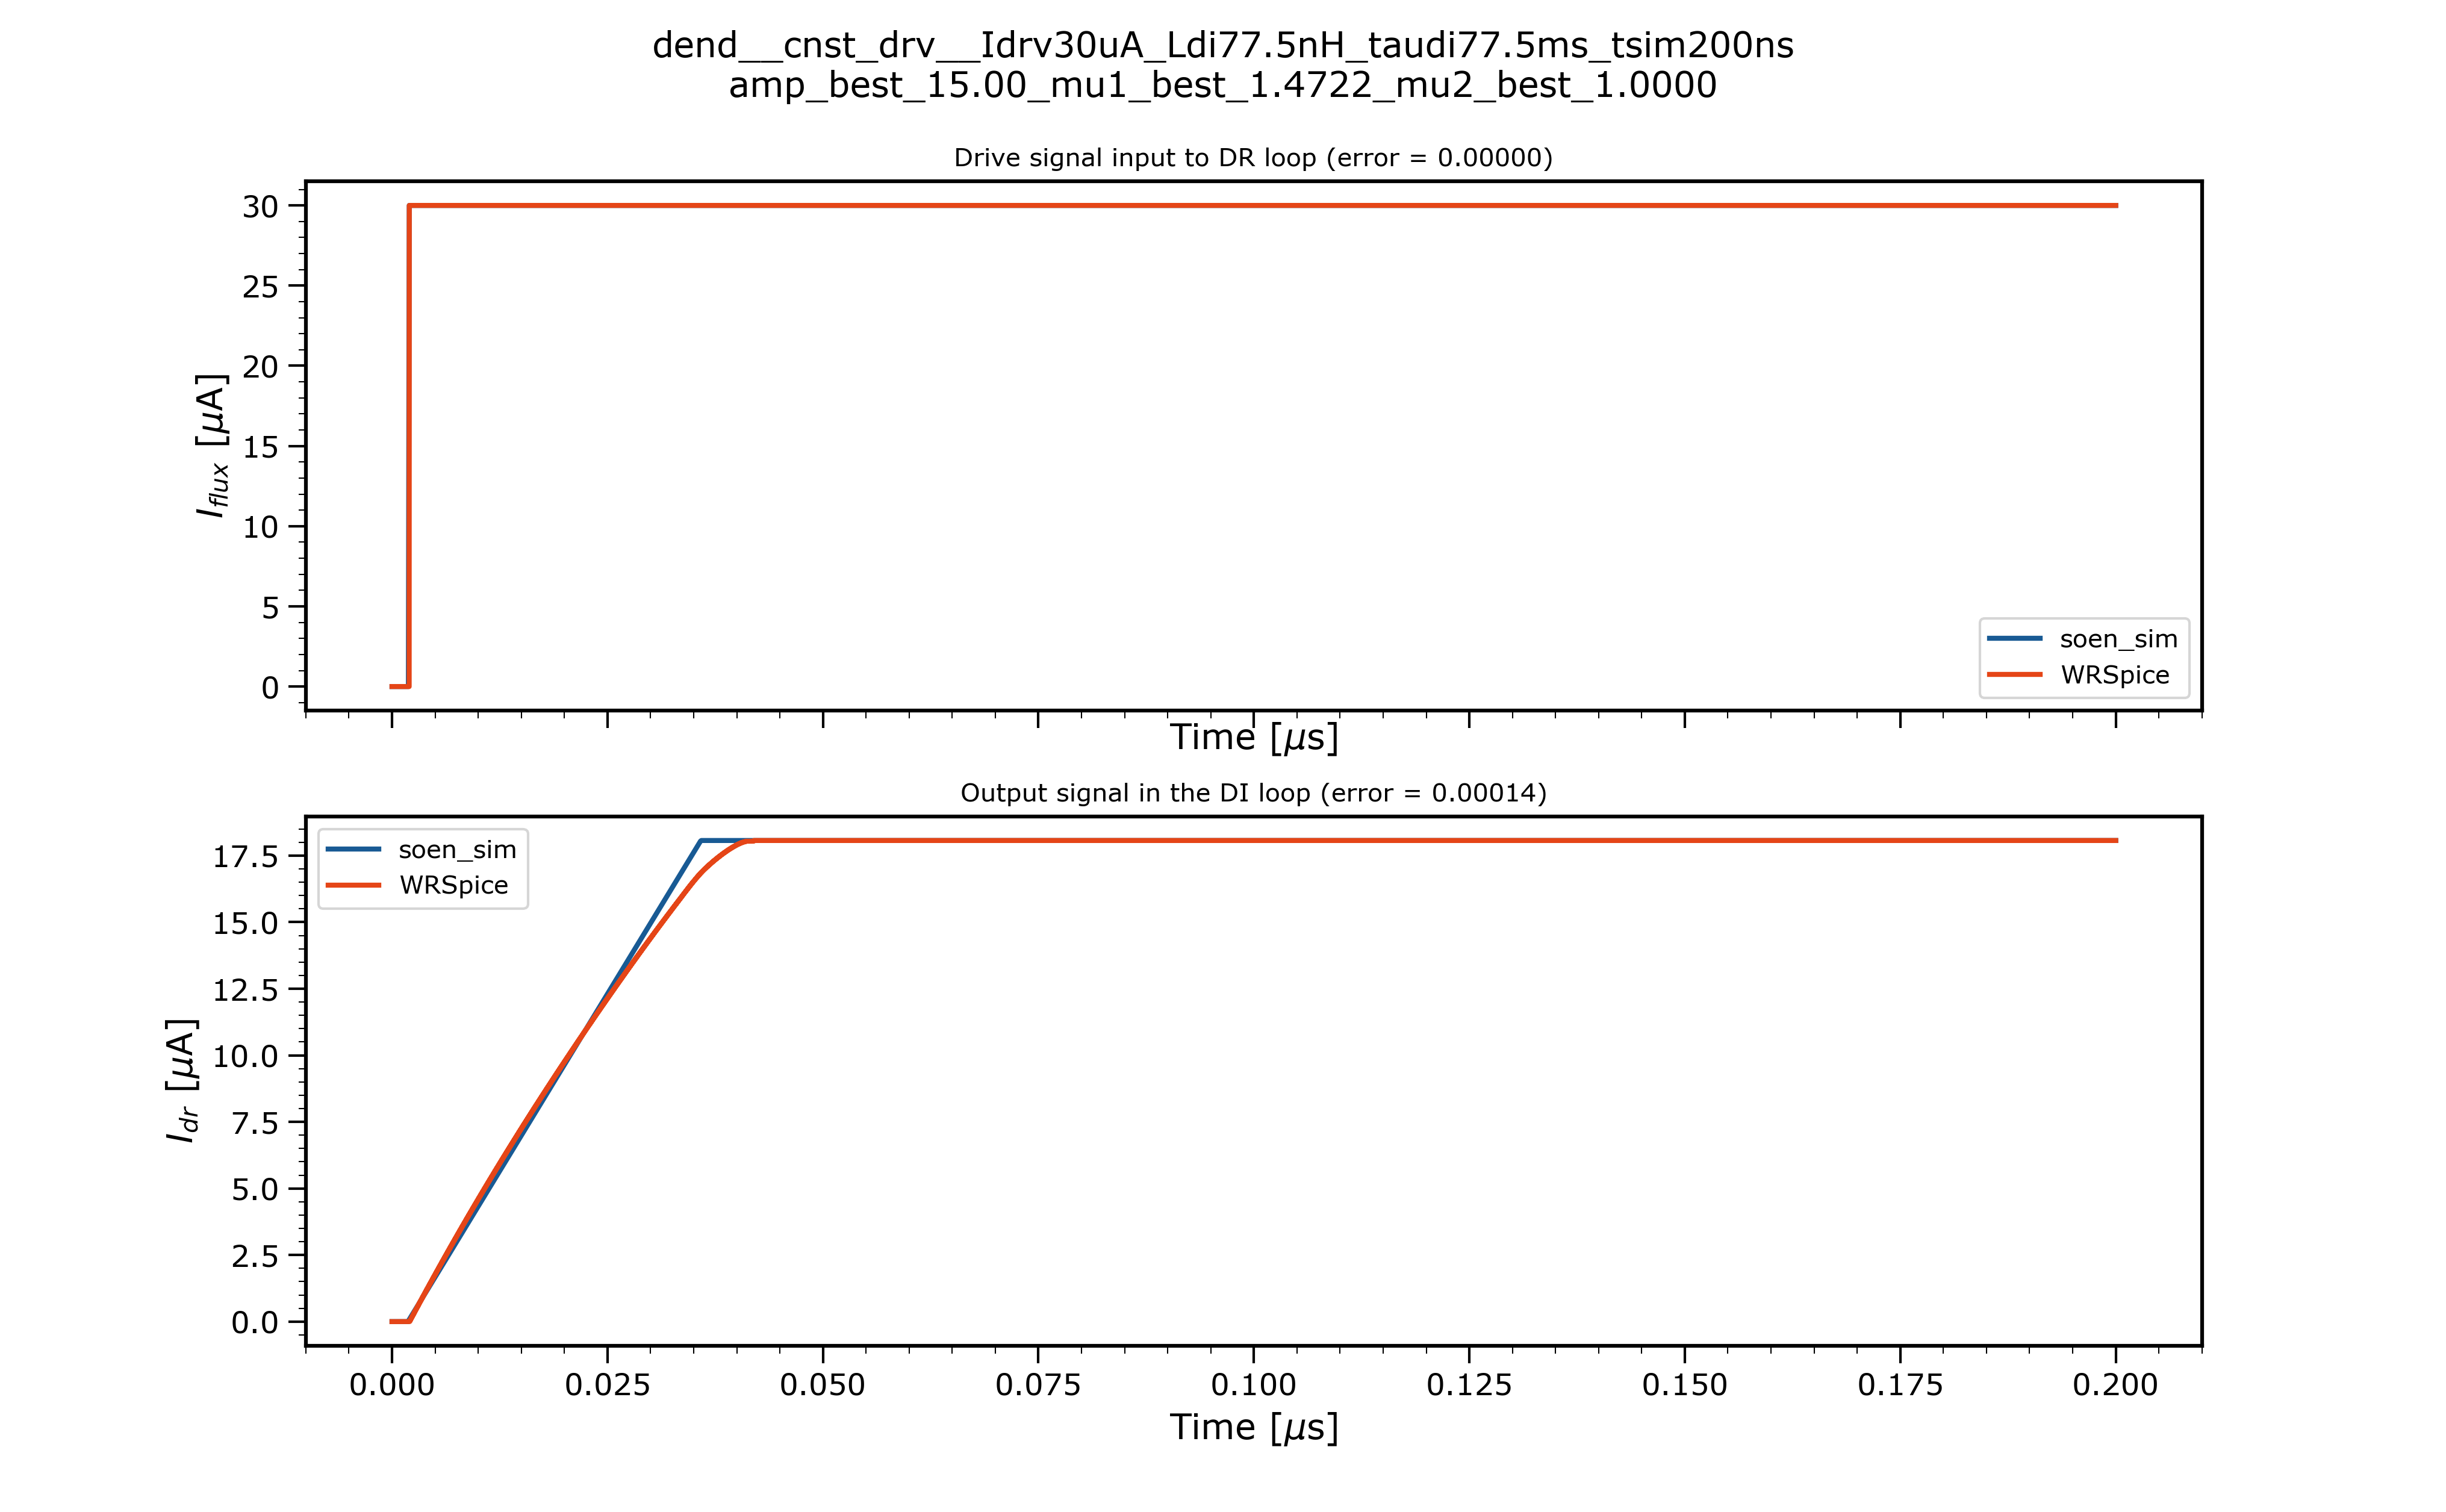 dend__cnst_drv__Idrv30uA_Ldi77.5nH_taudi77.5ms_tsim200ns
amp_best_15.00_mu1_best_1.4722_mu2_best_1.0000
Drive signal input to DR loop (error = 0.00000)
30
25
20
15
10
5
0
I_flux [μA]
soen_sim
WRSpice
Time [μs]
Output signal in the DI loop (error = 0.00014)
17.5
15.0
12.5
10.0
7.5
5.0
2.5
0.0
I_dr [μA]
soen_sim
WRSpice
0.000 0.025 0.050 0.075 0.100 0.125 0.150 0.175 0.200
Time [μs]